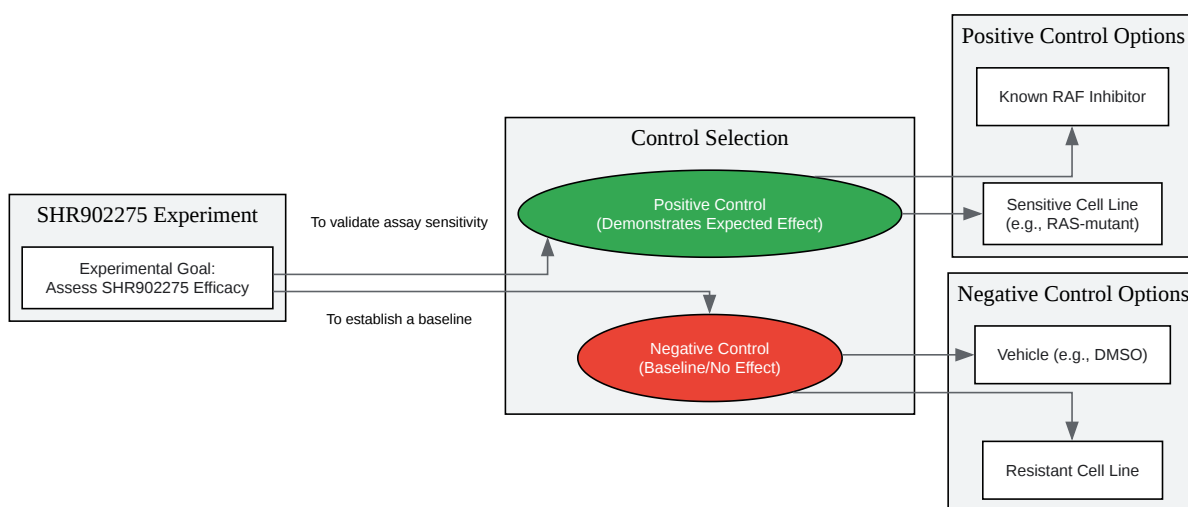 SHR902275 Experiment
Experimental Goal:
Assess SHR902275 Efficacy
To validate assay sensitivity
To establish a baseline
Control Selection
Positive Control
(Demonstrates Expected Effect)
Negative Control
(Baseline/No Effect)
Positive Control Options
Known RAF Inhibitor
Sensitive Cell Line
(e.g., RAS-mutant)
Negative Control Options
Vehicle (e.g., DMSO)
Resistant Cell Line